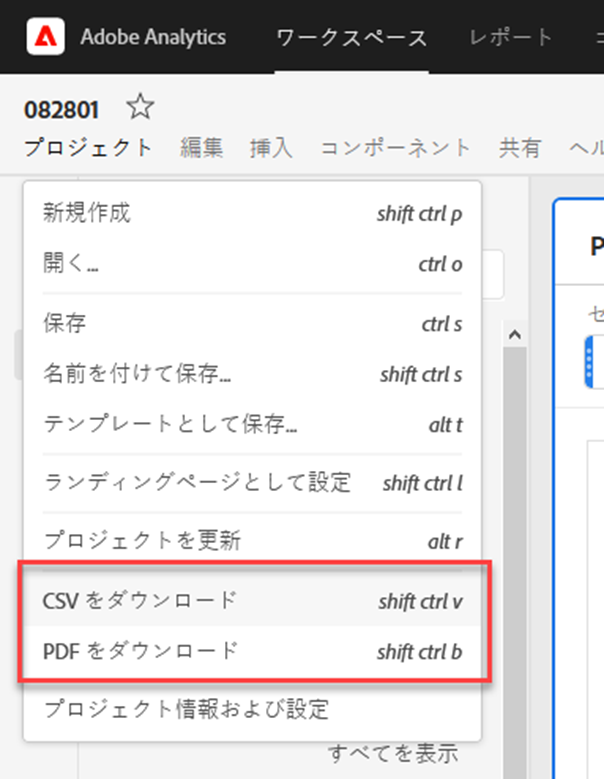 Adobe Analytics ワークスペース レポート
082801
プロジェクト 編集 挿入 コンポーネント 共有
新規作成 shift ctrl p
開く... ctrl o
保存 ctrl s
名前を付けて保存... shift ctrl s
テンプレートとして保存... alt t
ランディングページとして設定 shift ctrl l
プロジェクトを更新 alt r
CSV をダウンロード shift ctrl v
PDF をダウンロード shift ctrl b
プロジェクト情報および設定
すべてを表示